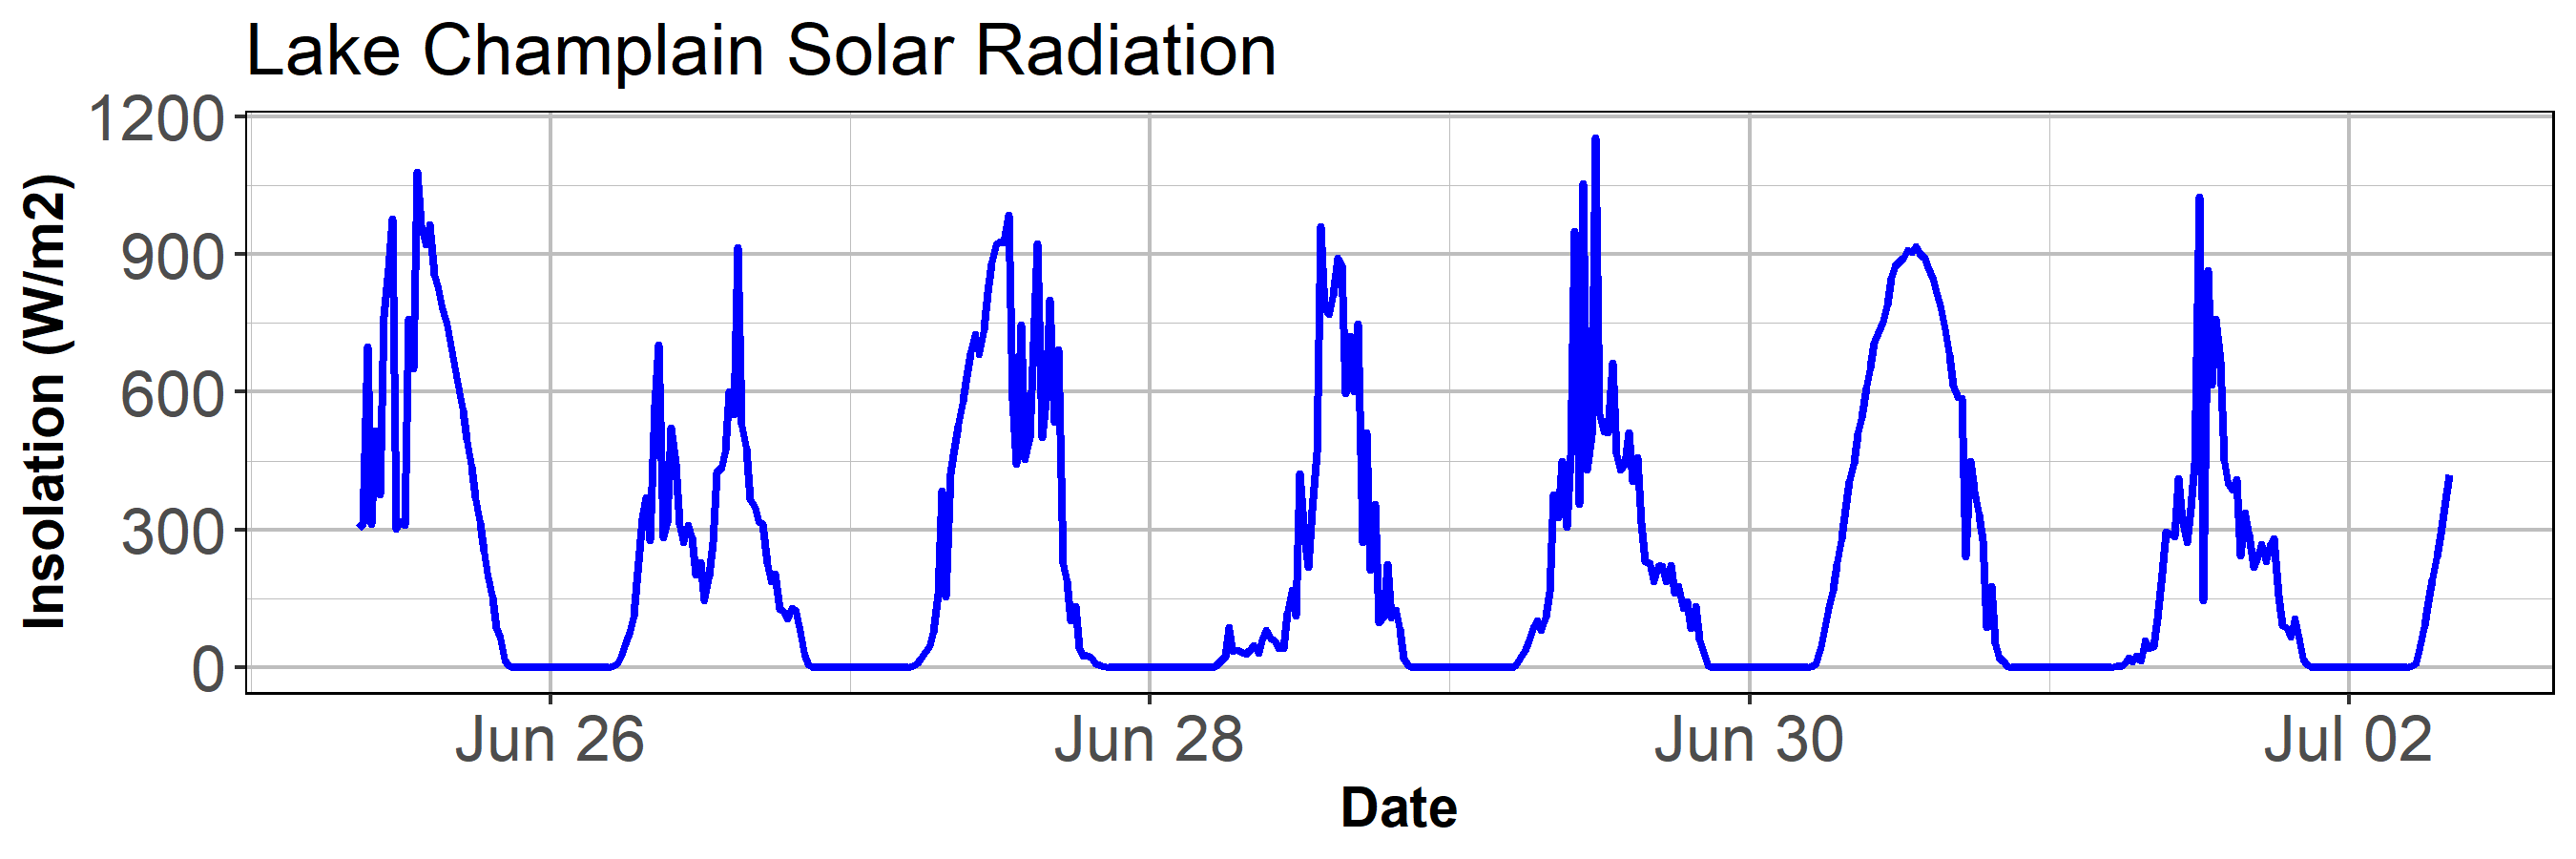 Lake Champlain Solar Radiation
1200
900
600
300
0
Insolation (W/m2)
Jun 26
Jun 28
Jun 30
Jul 02
Date